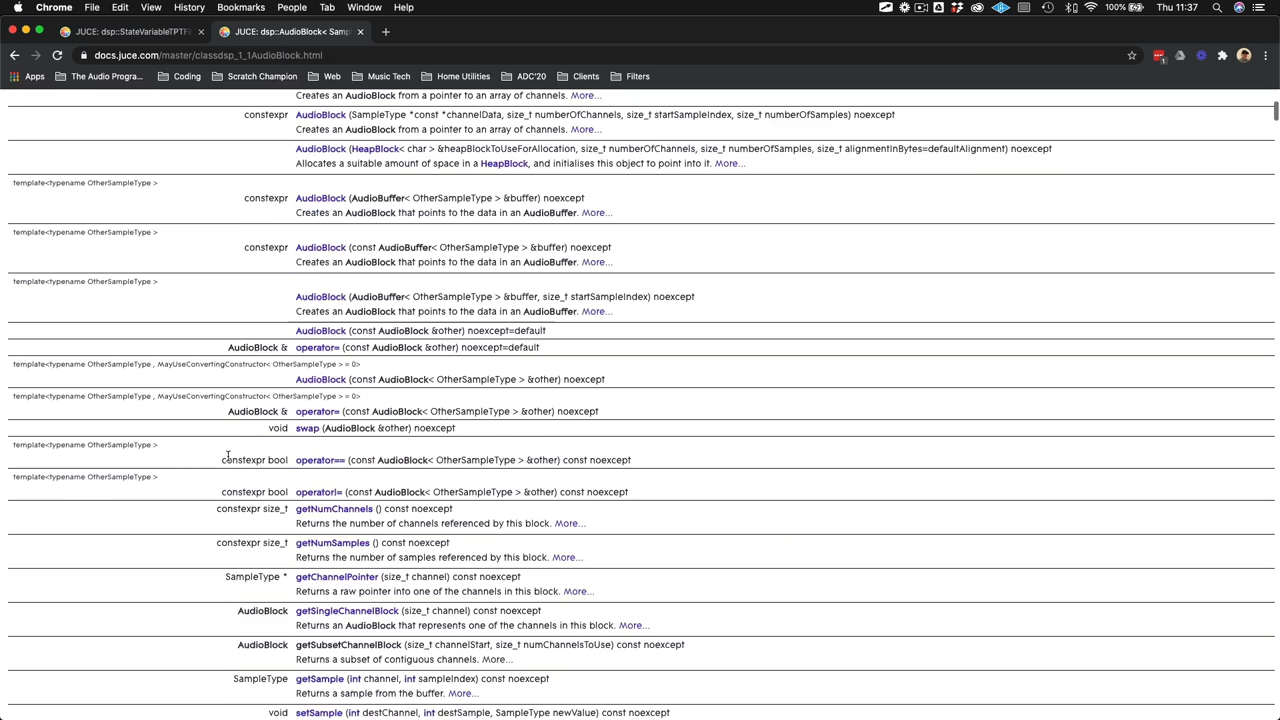 Chrome File Edit View History Bookmarks People Tab Window Help 100% Thu 11:37
JUCE: dsp::StateVariableTPTFi JUCE: dsp::AudioBlock< Samp
docs.juce.com/master/classdsp_1_1AudioBlock.html
Apps The Audio Progra... Coding Scratch Champion Web Music Tech Home Utilities ADC'20 Clients Filters
Creates an AudioBlock from a pointer to an array of channels. More...
constexpr AudioBlock (SampleType *const *channelData, size_t numberOfChannels, size_t startSampleIndex, size_t numberOfSamples) noexcept
Creates an AudioBlock from a pointer to an array of channels. More...
AudioBlock (HeapBlock< char > &heapBlockToUseForAllocation, size_t numberOfChannels, size_t numberOfSamples, size_t alignmentInBytes=defaultAlignment) noexcept
Allocates a suitable amount of space in a HeapBlock, and initialises this object to point into it. More...
template<typename OtherSampleType >
constexpr AudioBlock (AudioBuffer< OtherSampleType > &buffer) noexcept
Creates an AudioBlock that points to the data in an AudioBuffer. More...
template<typename OtherSampleType >
constexpr AudioBlock (const AudioBuffer< OtherSampleType > &buffer) noexcept
Creates an AudioBlock that points to the data in an AudioBuffer. More...
template<typename OtherSampleType >
AudioBlock (AudioBuffer< OtherSampleType > &buffer, size_t startSampleIndex) noexcept
Creates an AudioBlock that points to the data in an AudioBuffer. More...
AudioBlock (const AudioBlock &other) noexcept=default
AudioBlock & operator= (const AudioBlock &other) noexcept=default
template<typename OtherSampleType , MayUseConvertingConstructor< OtherSampleType > = 0>
AudioBlock (const AudioBlock< OtherSampleType > &other) noexcept
template<typename OtherSampleType , MayUseConvertingConstructor< OtherSampleType > = 0>
AudioBlock & operator= (const AudioBlock< OtherSampleType > &other) noexcept
void swap (AudioBlock &other) noexcept
template<typename OtherSampleType >
constexpr bool operator== (const AudioBlock< OtherSampleType > &other) const noexcept
template<typename OtherSampleType >
constexpr bool operator!= (const AudioBlock< OtherSampleType > &other) const noexcept
constexpr size_t getNumChannels () const noexcept
Returns the number of channels referenced by this block. More...
constexpr size_t getNumSamples () const noexcept
Returns the number of samples referenced by this block. More...
SampleType * getChannelPointer (size_t channel) const noexcept
Returns a raw pointer into one of the channels in this block. More...
AudioBlock getSingleChannelBlock (size_t channel) const noexcept
Returns an AudioBlock that represents one of the channels in this block. More...
AudioBlock getSubsetChannelBlock (size_t channelStart, size_t numChannelsToUse) const noexcept
Returns a subset of contiguous channels. More...
SampleType getSample (int channel, int sampleIndex) const noexcept
Returns a sample from the buffer. More...
void setSample (int destChannel, int destSample, SampleType newValue) const noexcept